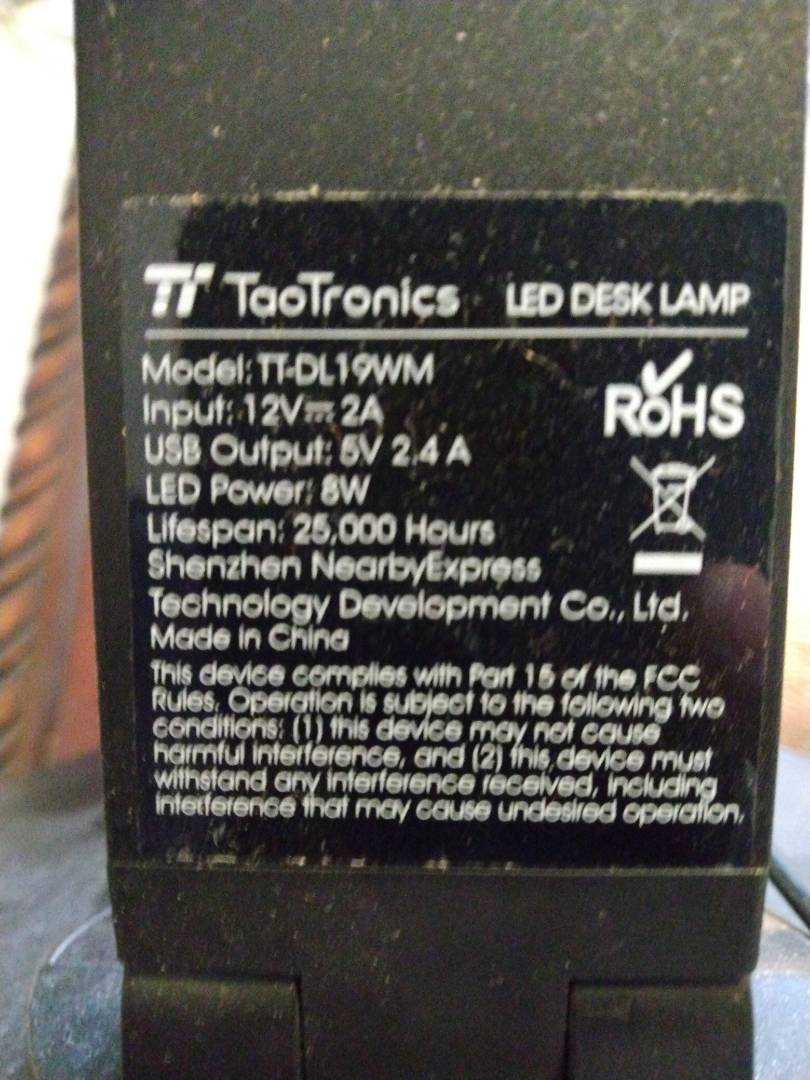 TT TaoTronics LED DESK LAMP
Model: TT-DL19WM
Input: 12V⎓2A
USB Output: 5V 2.4 A
LED Power: 8W
Lifespan: 25,000 Hours
Shenzhen NearbyExpress
Technology Development Co., Ltd.
Made in China
RoHS
This device complies with Part 15 of the FCC
Rules. Operation is subject to the following two
conditions: (1) this device may not cause
harmful interference, and (2) this device must
withstand any interference received, including
interference that may cause undesired operation.